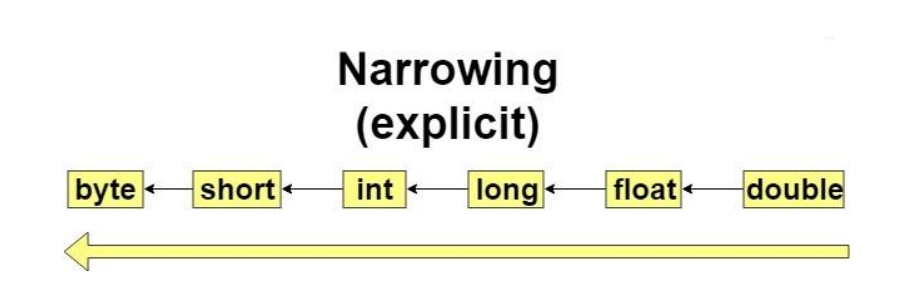 Narrowing
(explicit)
byte short int long float double